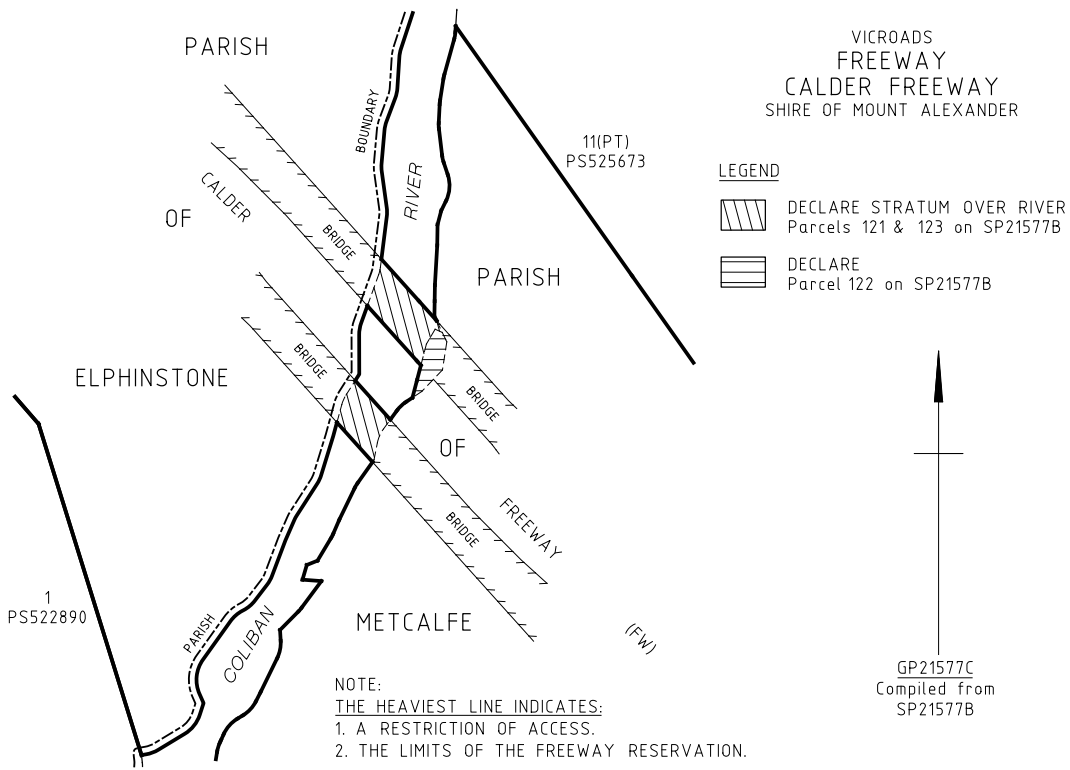 PARISH
OF
ELPHINSTONE
CALDER
BRIDGE
BRIDGE
BOUNDARY
RIVER
11(PT)
PS525673
PARISH
OF
METCALFE
BRIDGE
BRIDGE
FREEWAY
(FW)
1
PS522890
PARISH
COLIBAN
VICROADS
FREEWAY
CALDER FREEWAY
SHIRE OF MOUNT ALEXANDER
LEGEND
DECLARE STRATUM OVER RIVER
Parcels 121 & 123 on SP21577B
DECLARE
Parcel 122 on SP21577B
GP21577C
Compiled from
SP21577B
NOTE:
THE HEAVIEST LINE INDICATES:
1. A RESTRICTION OF ACCESS.
2. THE LIMITS OF THE FREEWAY RESERVATION.